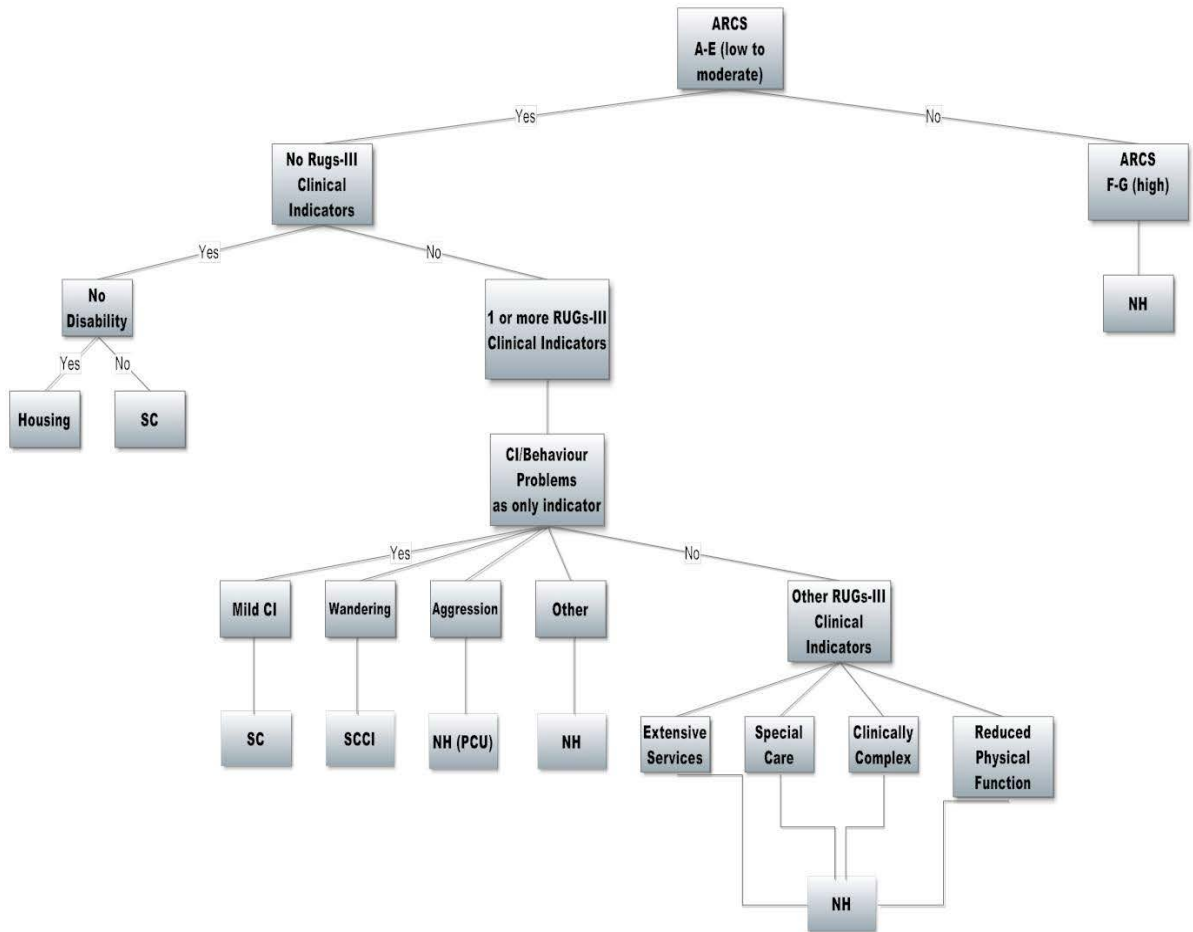 ARCS
A-E (low to
moderate)
Yes
No
No Rugs-III
Clinical
Indicators
ARCS
F-G (high)
Yes
No
No
Disability
1 or more RUGs-III
Clinical Indicators
NH
Yes
No
Housing
SC
CI/Behaviour
Problems
as only indicator
Yes
No
Mild CI
Wandering
Aggression
Other
Other RUGs-III
Clinical
Indicators
SC
SCCI
NH (PCU)
NH
Extensive
Services
Special
Care
Clinically
Complex
Reduced
Physical
Function
NH